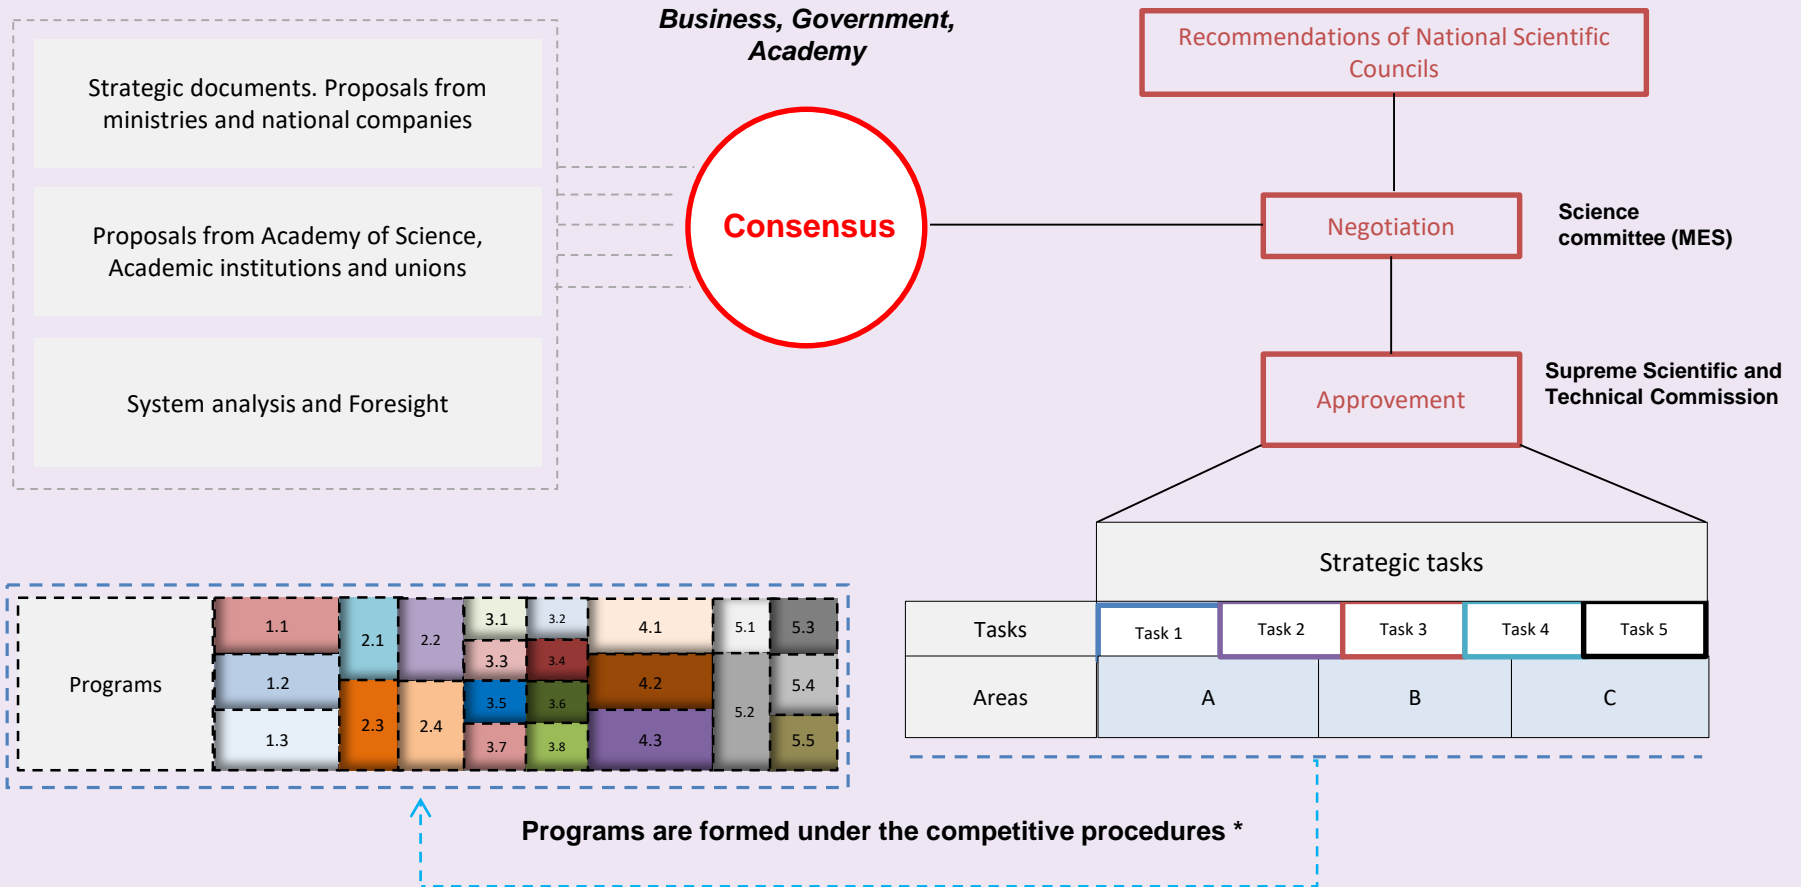 Business, Government,
Academy
Recommendations of National Scientific
Councils
Strategic documents. Proposals from
ministries and national companies
Proposals from Academy of Science,
Academic institutions and unions
System analysis and Foresight
Consensus
Negotiation
Science
committee (MES)
Approvement
Supreme Scientific and
Technical Commission
Strategic tasks
Tasks
Task 1
Task 2
Task 3
Task 4
Task 5
Areas
A
B
C
Programs
1.1
1.2
1.3
2.1
2.2
2.3
2.4
3.1
3.2
3.3
3.4
3.5
3.6
3.7
3.8
4.1
4.2
4.3
5.1
5.2
5.3
5.4
5.5
Programs are formed under the competitive procedures *